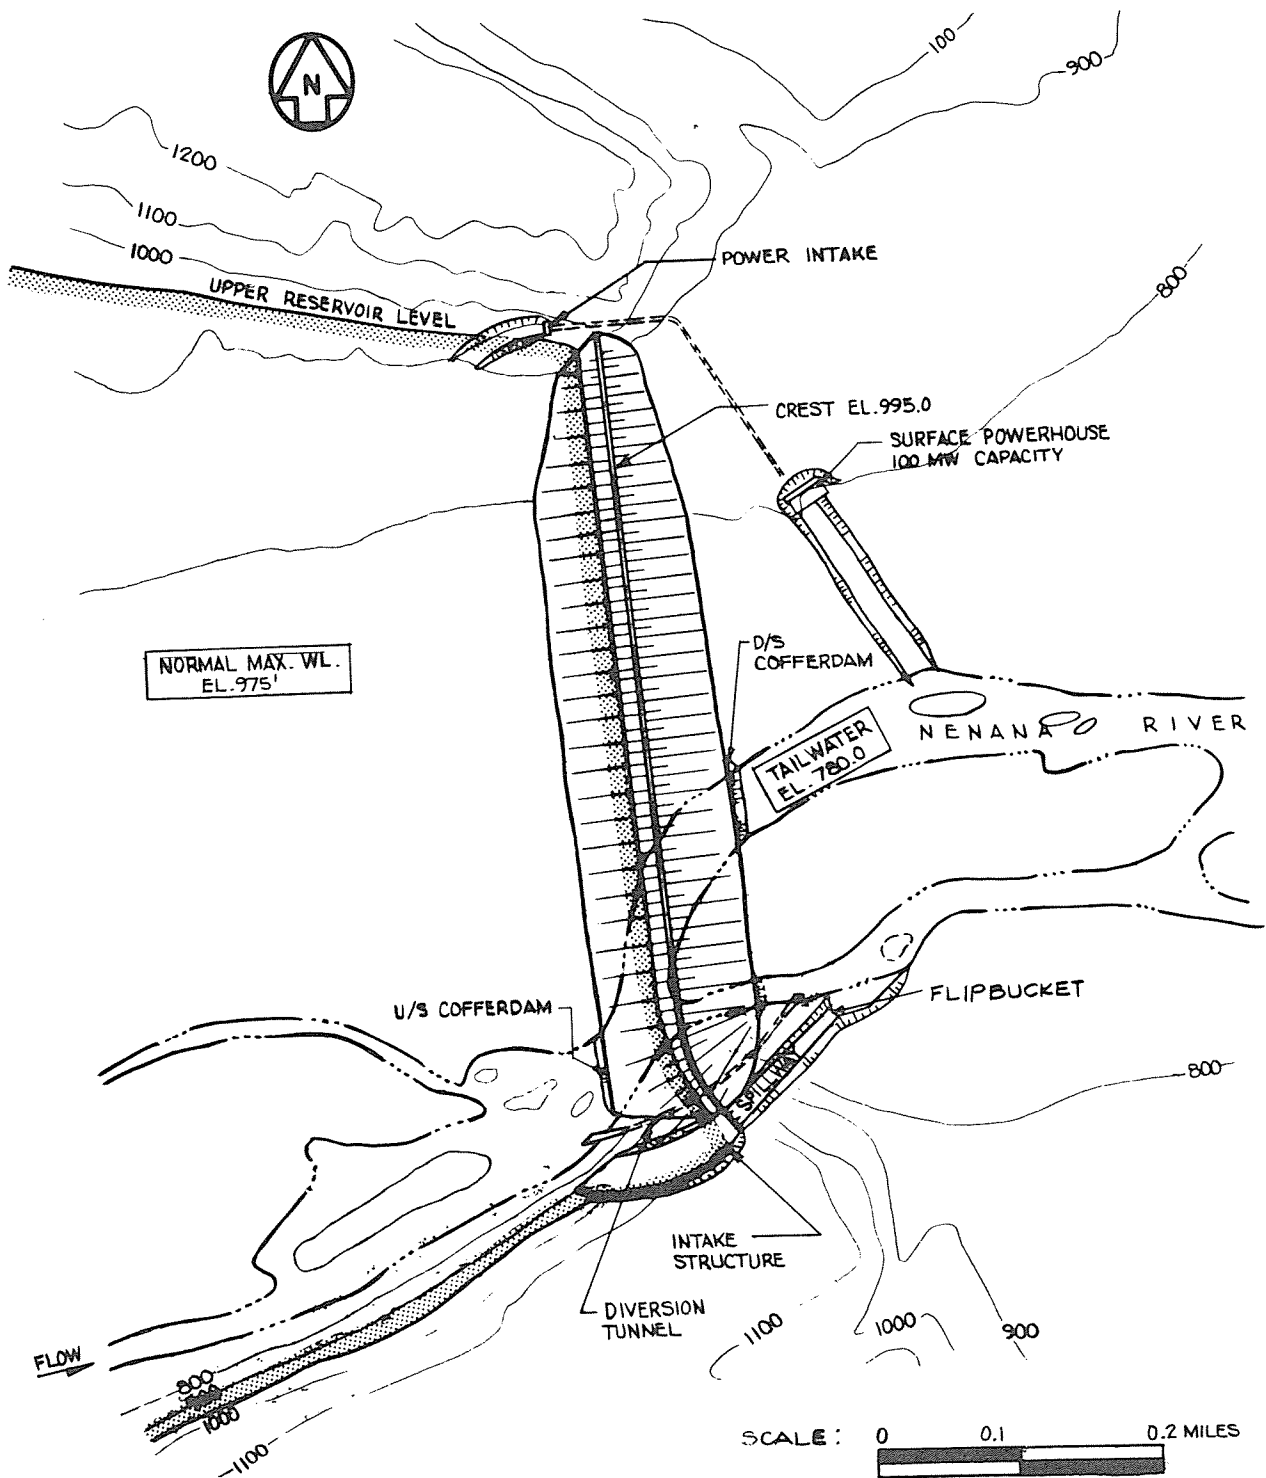 N
100
900
1200
1100
1000
UPPER RESERVOIR LEVEL
POWER INTAKE
800
CREST EL.995.0
SURFACE POWERHOUSE
100 MW CAPACITY
NORMAL MAX. WL.
EL.975'
D/S
COFFERDAM
TAILWATER
EL. 780.0
NENANA RIVER
U/S COFFERDAM
FLIPBUCKET
SPILLWAY
800
INTAKE
STRUCTURE
DIVERSION
TUNNEL
1100
1000
900
FLOW
800
1000
1100
SCALE: 0 0.1 0.2 MILES